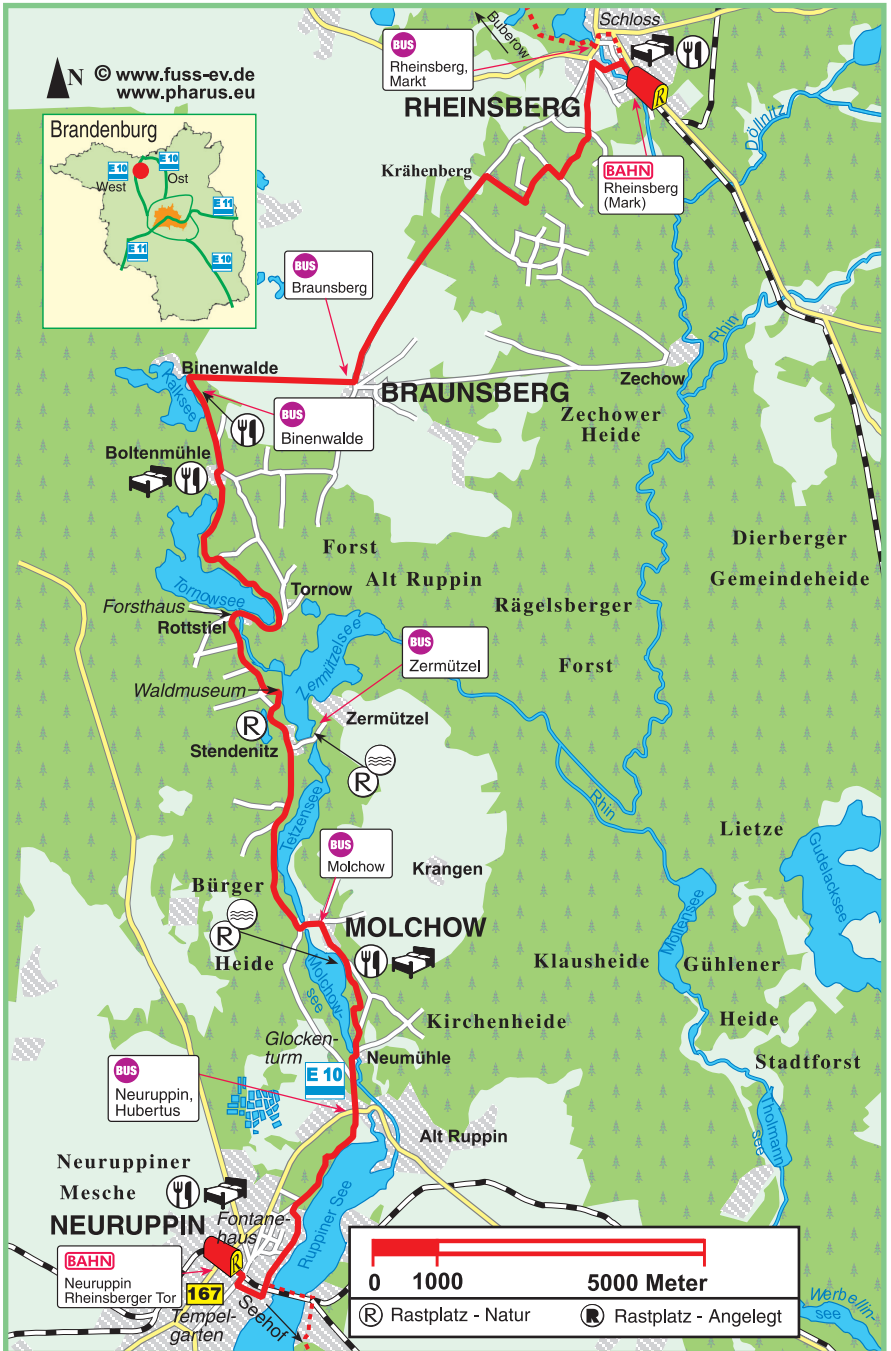 Schloss
Buberow
BUS
Rheinsberg,
Markt
N © www.fuss-ev.de
www.pharus.eu
RHEINSBERG
R
Brandenburg
E 10
E 10
West
Ost
E 11
E 11
E 10
Döllnitz
Krähenberg
BAHN
Rheinsberg
(Mark)
BUS
Braunsberg
Rhin
Binenwalde
Kalksee
BRAUNSBERG
Zechow
BUS
Binenwalde
Zechower
Heide
Boltenmühle
Forst
Dierberger
Alt Ruppin
Gemeindeheide
Tornowsee
Tornow
Forsthaus
Rottstiel
Rägelsberger
BUS
Zermützel
Zermützelsee
Forst
Waldmuseum
Zermützel
R
Stendenitz
R
Rhin
Tetzensee
Lietze
Gudelacksee
BUS
Molchow
Krangen
Bürger
Möllensee
R
MOLCHOW
Heide
Molchow-
see
Klausheide
Gühlener
Kirchenheide
Heide
Glocken-
turm
Neumühle
Stadtforst
E 10
BUS
Neuruppin,
Hubertus
Tholmann
see
Alt Ruppin
Neuruppiner
Mesche
NEURUPPIN
Fontane-
haus
Ruppiner See
BAHN
Neuruppin
Rheinsberger Tor
R
167
Tempel-
garten
Seehof
0 1000 5000 Meter
R Rastplatz - Natur R Rastplatz - Angelegt
Werbellin-
see